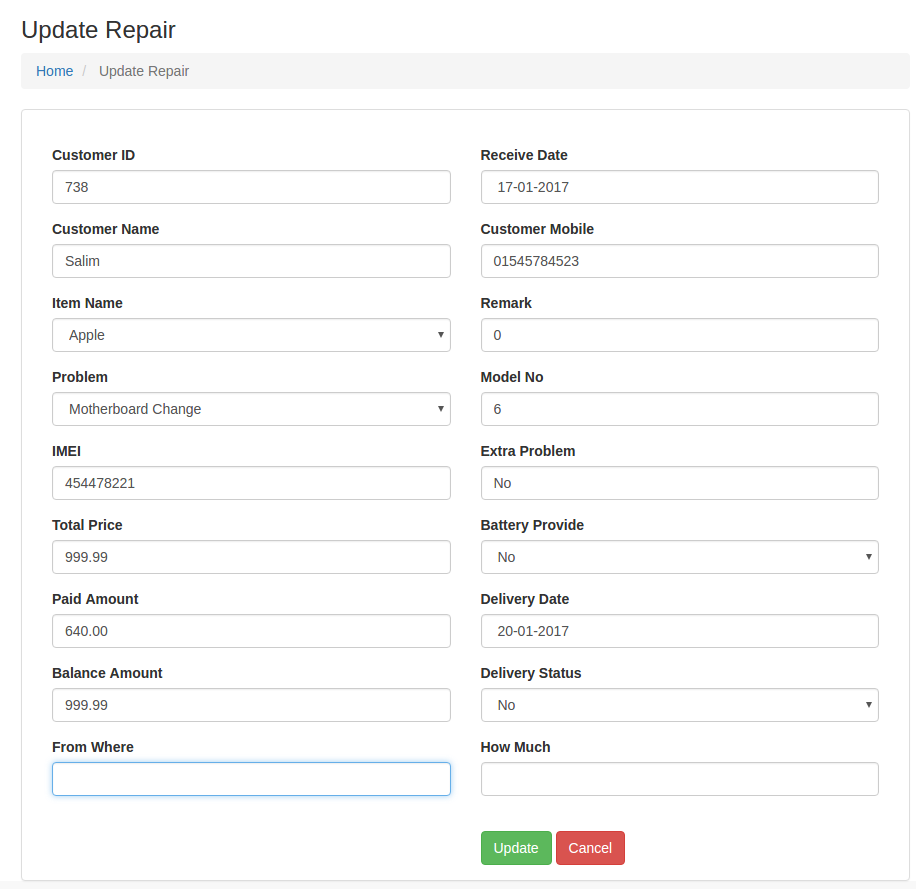 Update Repair
Home / Update Repair
Customer ID
738
Receive Date
17-01-2017
Customer Name
Salim
Customer Mobile
01545784523
Item Name
Apple
Remark
0
Problem
Motherboard Change
Model No
6
IMEI
454478221
Extra Problem
No
Total Price
999.99
Battery Provide
No
Paid Amount
640.00
Delivery Date
20-01-2017
Balance Amount
999.99
Delivery Status
No
From Where
How Much
Update Cancel